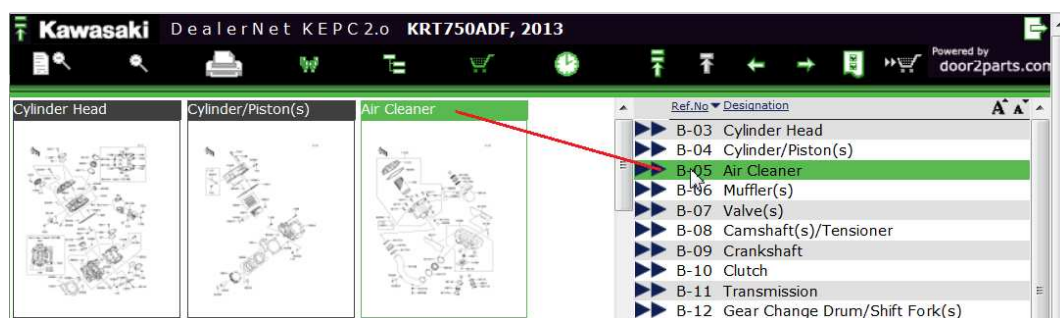 Kawasaki DealerNet KEPC2.0 KRT750ADF, 2013
Powered by
door2parts.com
Cylinder Head
Cylinder/Piston(s)
Air Cleaner
Ref.No Designation
B-03 Cylinder Head
B-04 Cylinder/Piston(s)
B-05 Air Cleaner
B-06 Muffler(s)
B-07 Valve(s)
B-08 Camshaft(s)/Tensioner
B-09 Crankshaft
B-10 Clutch
B-11 Transmission
B-12 Gear Change Drum/Shift Fork(s)